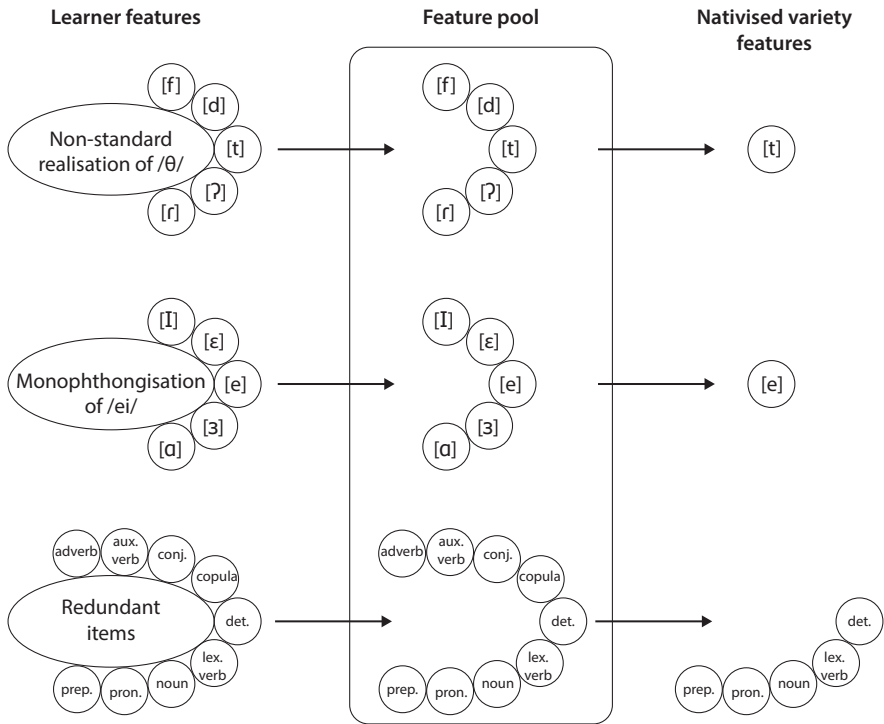 Learner features
Feature pool
Nativised variety
features
[f]
[d]
[t]
[ʔ]
[ɾ]
Non-standard
realisation of /θ/
[f]
[d]
[t]
[ʔ]
[ɾ]
[t]
[I]
[ɛ]
[e]
[ɜ]
[ɑ]
Monophthongisation
of /ei/
[I]
[ɛ]
[e]
[ɜ]
[ɑ]
[e]
adverb
aux.
verb
conj.
copula
det.
lex.
verb
noun
pron.
prep.
Redundant
items
adverb
aux.
verb
conj.
copula
det.
lex.
verb
noun
pron.
prep.
det.
lex.
verb
noun
pron.
prep.